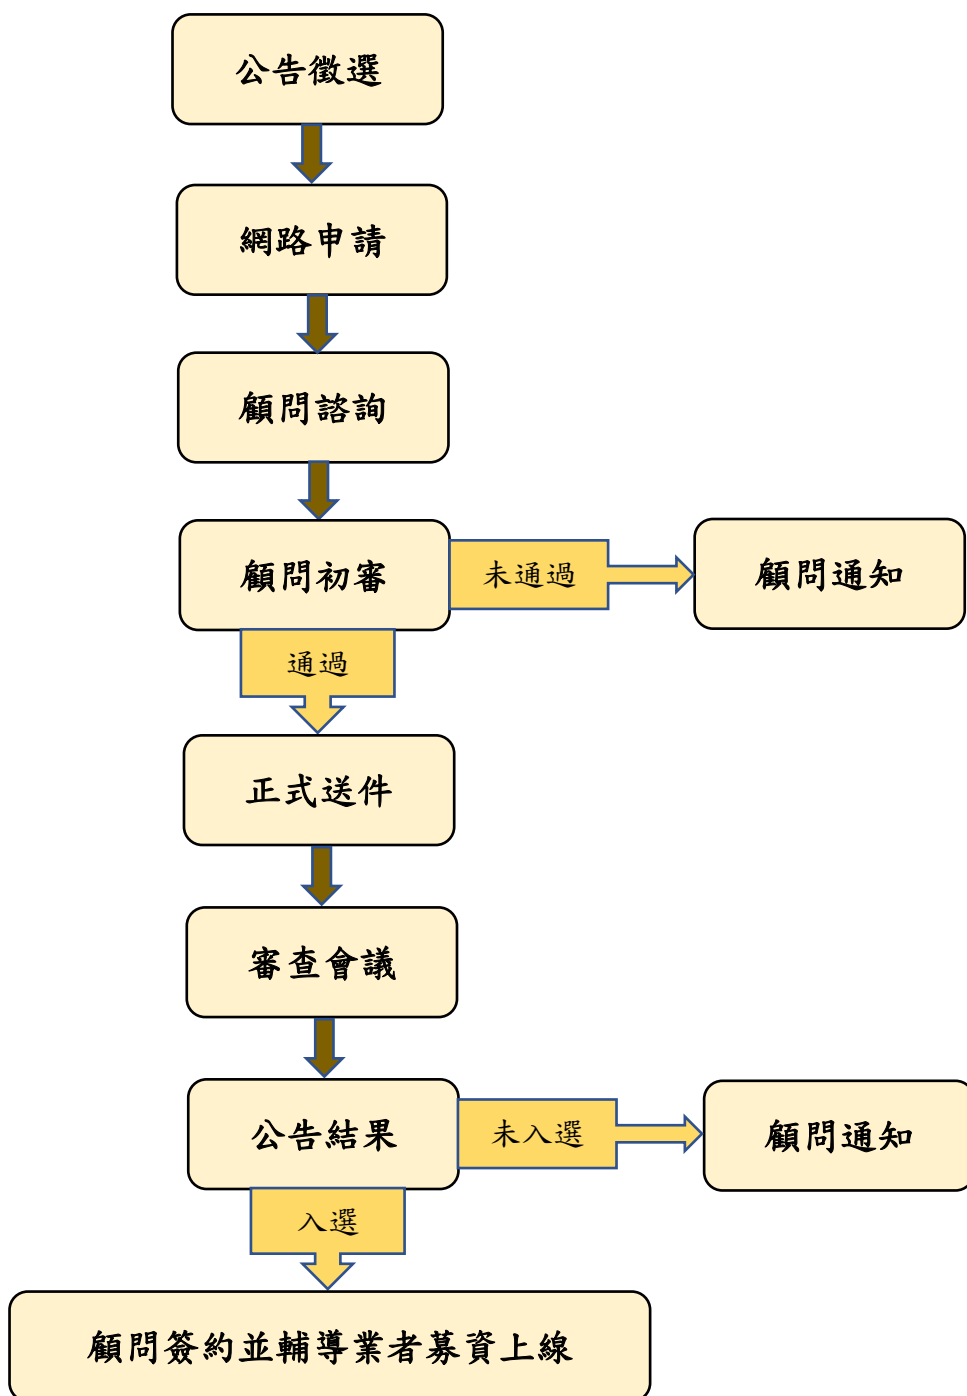 公告徵選
網路申請
顧問諮詢
顧問初審
未通過
顧問通知
通過
正式送件
審查會議
公告結果
未入選
顧問通知
入選
顧問簽約並輔導業者募資上線